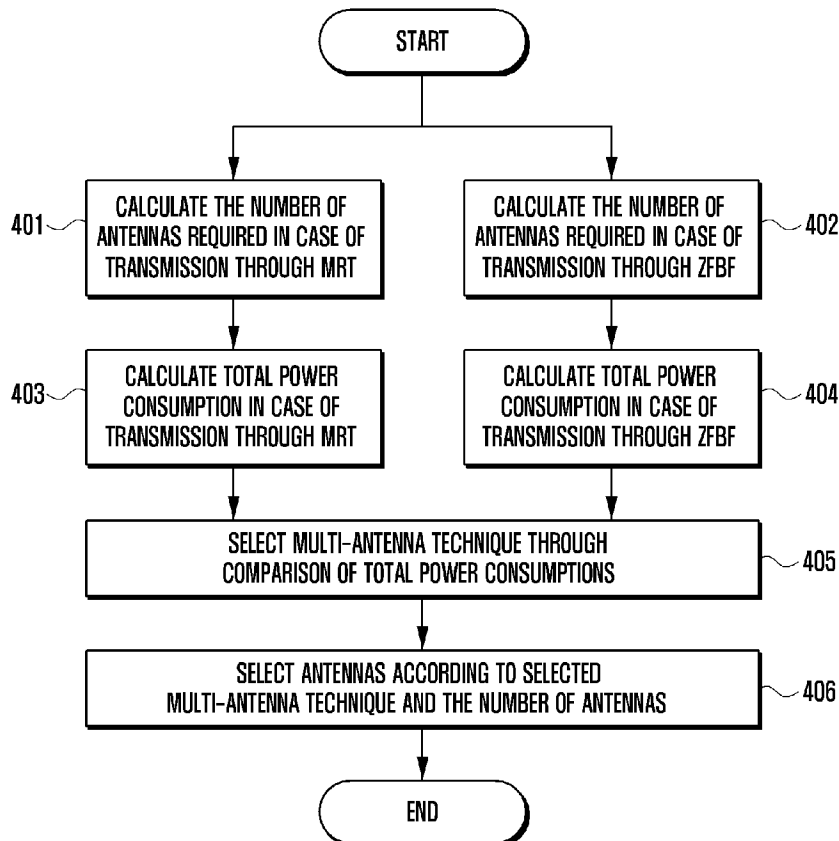 START
401
CALCULATE THE NUMBER OF
ANTENNAS REQUIRED IN CASE OF
TRANSMISSION THROUGH MRT
CALCULATE THE NUMBER OF
ANTENNAS REQUIRED IN CASE OF
TRANSMISSION THROUGH ZFBF
402
403
CALCULATE TOTAL POWER
CONSUMPTION IN CASE OF
TRANSMISSION THROUGH MRT
CALCULATE TOTAL POWER
CONSUMPTION IN CASE OF
TRANSMISSION THROUGH ZFBF
404
SELECT MULTI-ANTENNA TECHNIQUE THROUGH
COMPARISON OF TOTAL POWER CONSUMPTIONS
405
SELECT ANTENNAS ACCORDING TO SELECTED
MULTI-ANTENNA TECHNIQUE AND THE NUMBER OF ANTENNAS
406
END